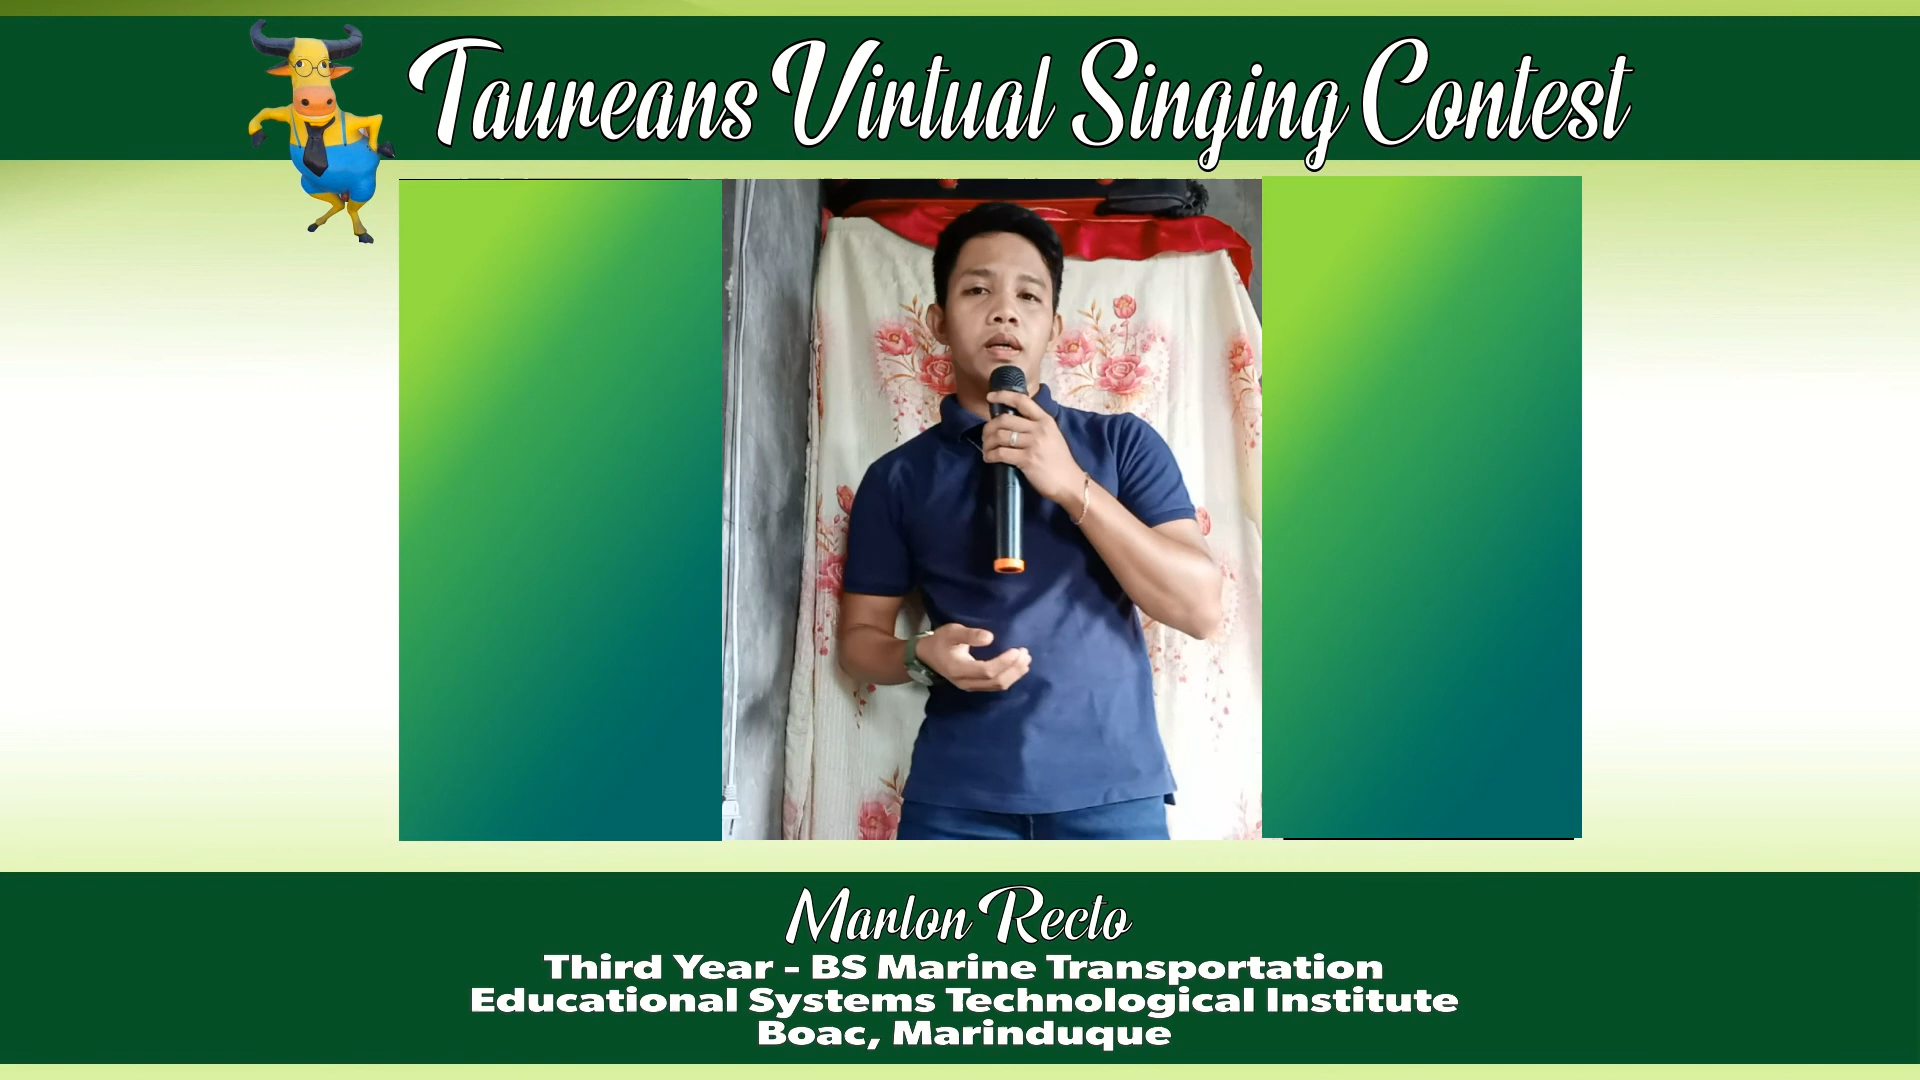 Taureans Virtual Singing Contest
Marlon Recto
Third Year - BS Marine Transportation
Educational Systems Technological Institute
Boac, Marinduque